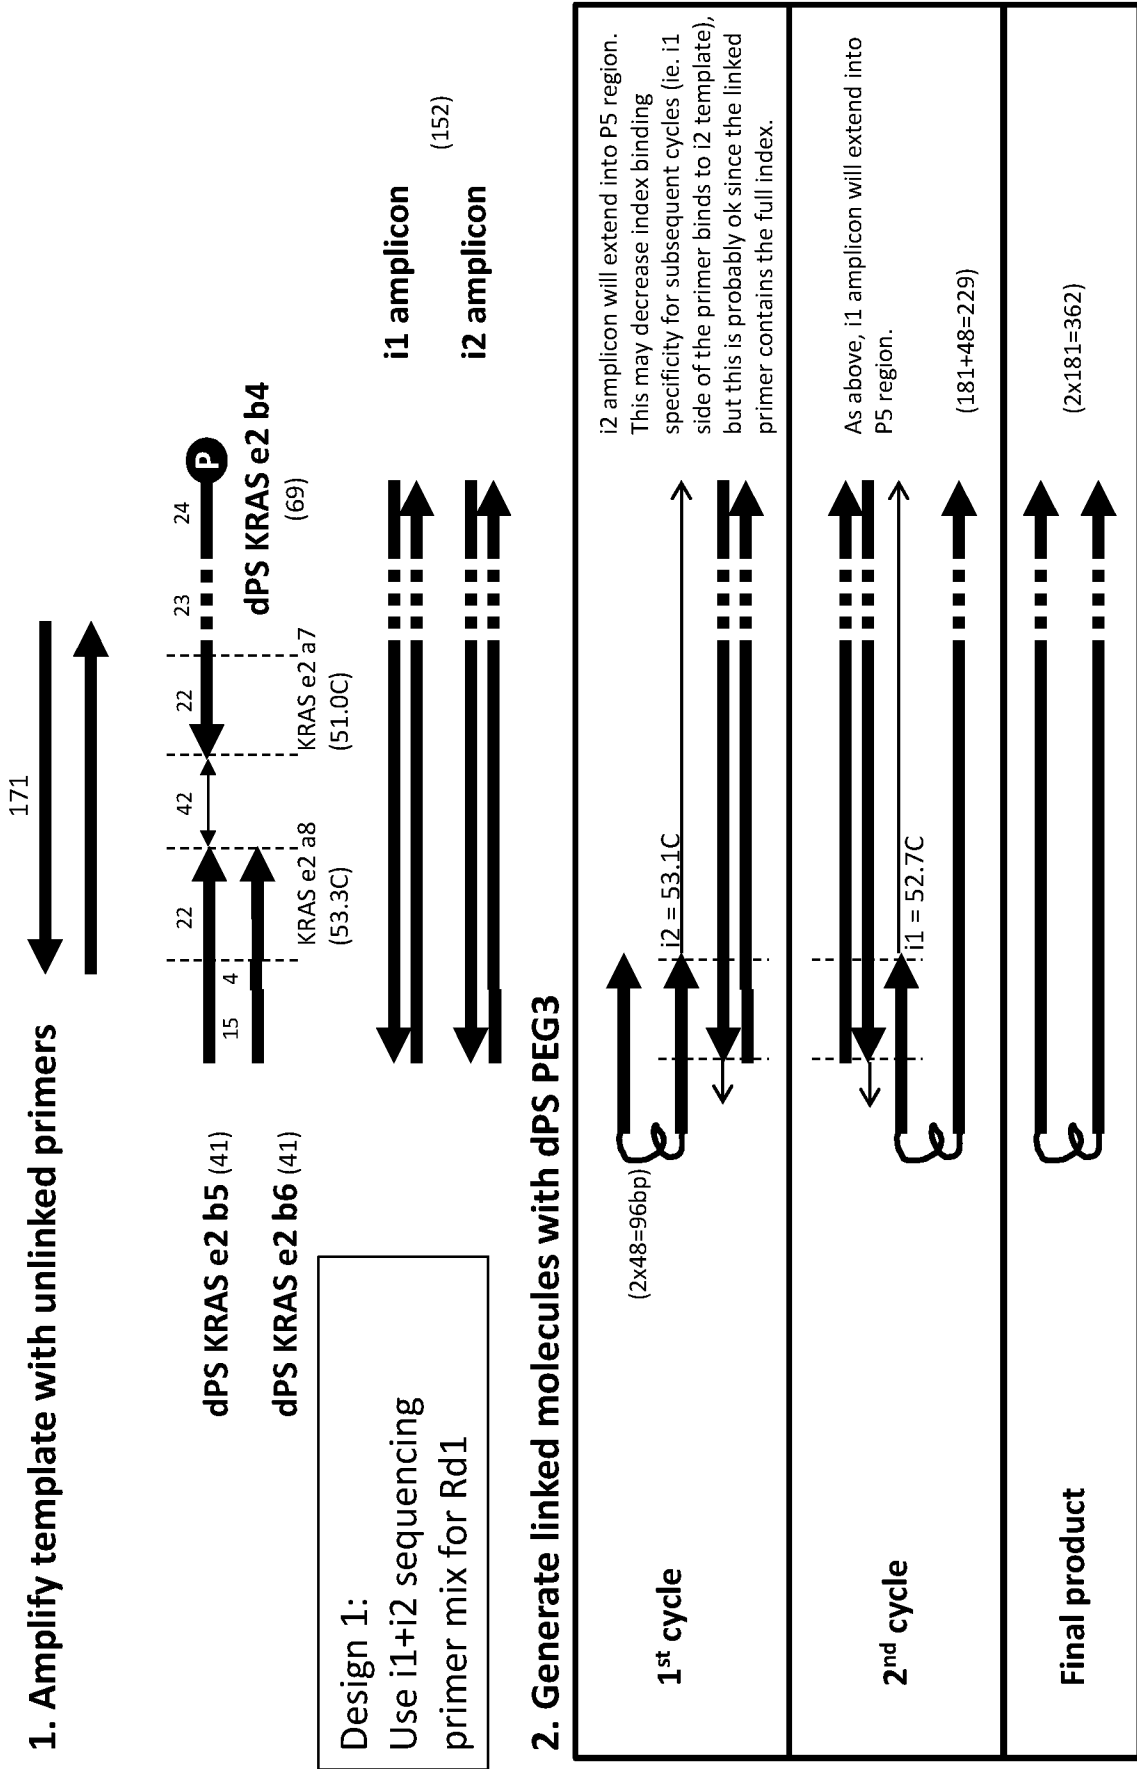 1. Amplify template with unlinked primers
171
dPS KRAS e2 b5 (41)
dPS KRAS e2 b6 (41)
15
4
22
42
22
23
24
P
KRAS e2 a8
(53.3C)
KRAS e2 a7
(51.0C)
dPS KRAS e2 b4
(69)
Design 1:
Use i1+i2 sequencing
primer mix for Rd1
i1 amplicon
(152)
i2 amplicon
2. Generate linked molecules with dPS PEG3
1st cycle
(2x48=96bp)
i2 = 53.1C
i2 amplicon will extend into P5 region.
This may decrease index binding
specificity for subsequent cycles (ie. i1
side of the primer binds to i2 template),
but this is probably ok since the linked
primer contains the full index.
2nd cycle
i1 = 52.7C
As above, i1 amplicon will extend into
P5 region.
(181+48=229)
Final product
(2x181=362)